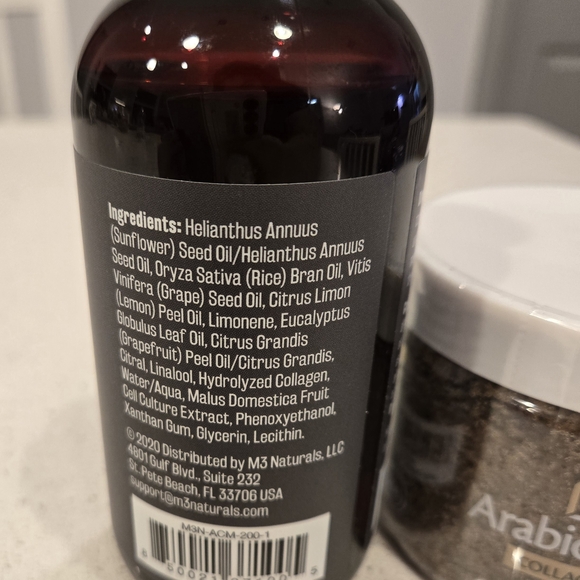 Ingredients: Helianthus Annuus
(Sunflower) Seed Oil/Helianthus Annuus
Seed Oil, Oryza Sativa (Rice) Bran Oil, Vitis
Vinifera (Grape) Seed Oil, Citrus Limon
(Lemon) Peel Oil, Limonene, Eucalyptus
Globulus Leaf Oil, Citrus Grandis
(Grapefruit) Peel Oil/Citrus Grandis,
Citral, Linalool, Hydrolyzed Collagen,
Water/Aqua, Malus Domestica Fruit
Cell Culture Extract, Phenoxyethanol,
Xanthan Gum, Glycerin, Lecithin.
© 2020 Distributed by M3 Naturals, LLC
4801 Gulf Blvd., Suite 232
St. Pete Beach, FL 33706 USA
support@m3naturals.com
M3N-ACM-200-1
Arabic
COLLA